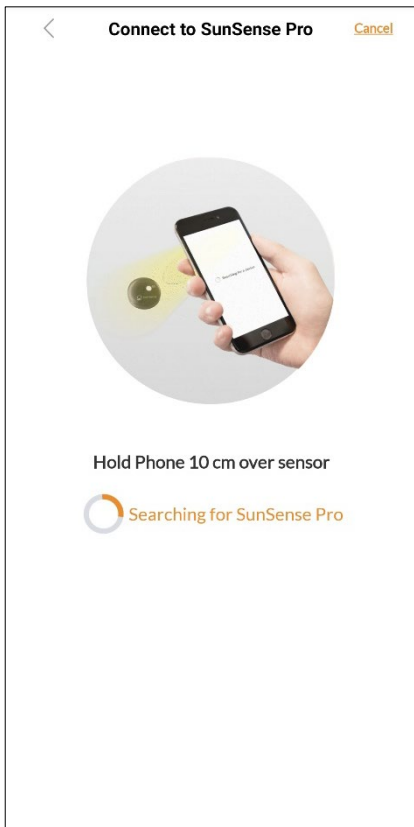 Connect to SunSense Pro
Cancel
Hold Phone 10 cm over sensor
Searching for SunSense Pro